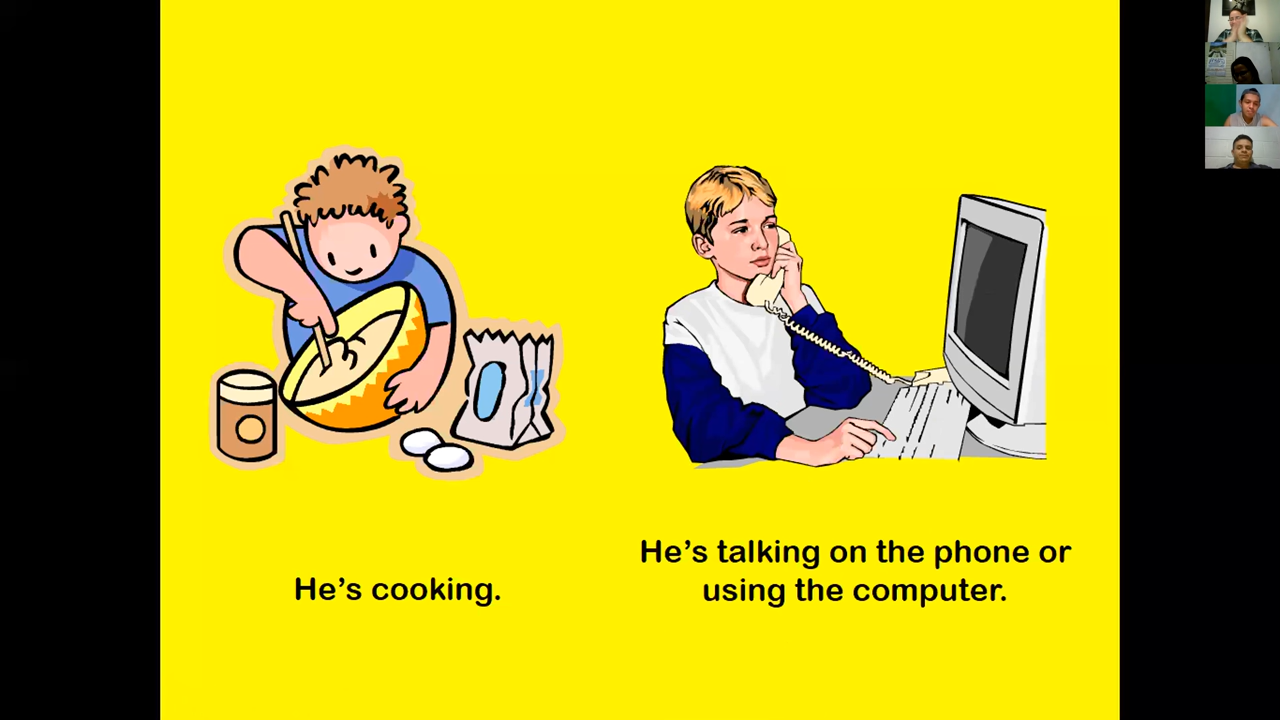 He's cooking.
He's talking on the phone or
using the computer.